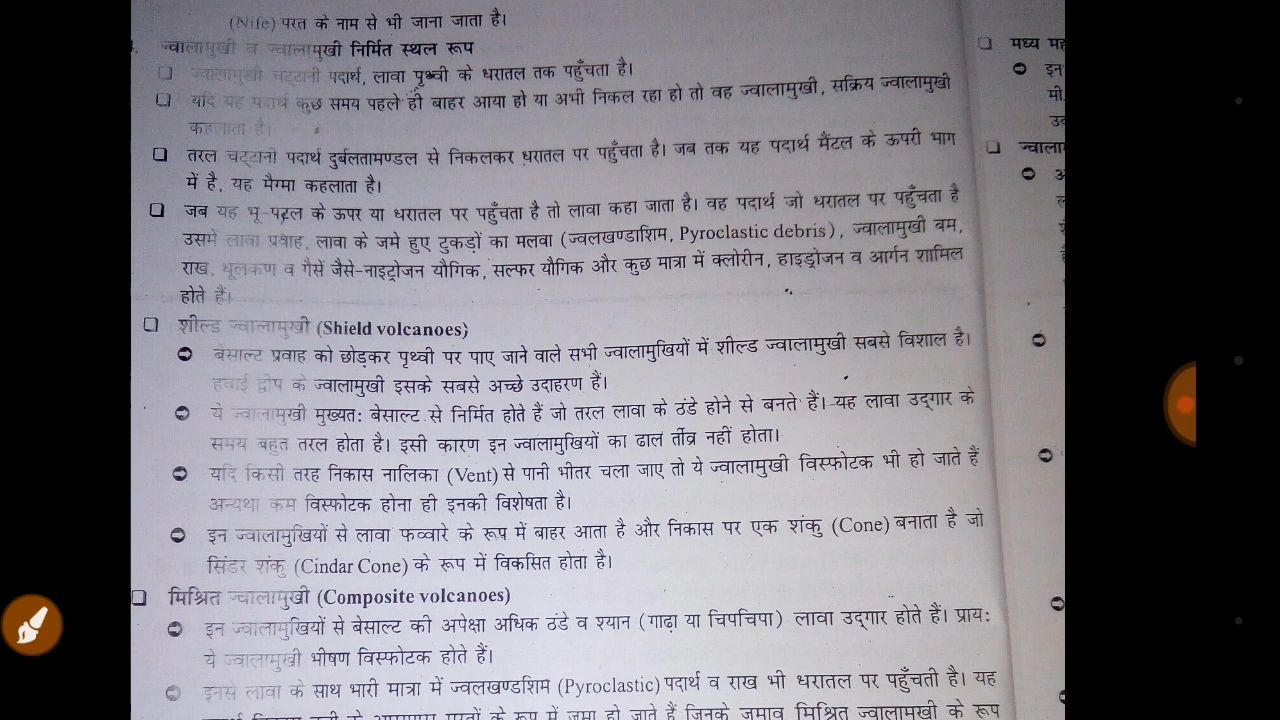 (Nife) परत के नाम से भी जाना जाता है।
ज्वालामुखी व ज्वालामुखी निर्मित स्थल रूप
ज्वालामुखी चट्टानी पदार्थ, लावा पृथ्वी के धरातल तक पहुँचता है।
यदि यह पदार्थ कुछ समय पहले ही बाहर आया हो या अभी निकल रहा हो तो वह ज्वालामुखी, सक्रिय ज्वालामुखी
कहलाता है।
तरल चट्टानी पदार्थ दुर्बलतामण्डल से निकलकर धरातल पर पहुँचता है। जब तक यह पदार्थ मैंटल के ऊपरी भाग
में है, यह मैग्मा कहलाता है।
जब यह भू-पटल के ऊपर या धरातल पर पहुँचता है तो लावा कहा जाता है। वह पदार्थ जो धरातल पर पहुँचता है
उसमें लावा प्रवाह, लावा के जमे हुए टुकड़ों का मलवा (ज्वलखण्डाशिम, Pyroclastic debris), ज्वालामुखी बम,
राख, धूलकण व गैसें जैसे-नाइट्रोजन यौगिक, सल्फर यौगिक और कुछ मात्रा में क्लोरीन, हाइड्रोजन व आर्गन शामिल
होते हैं।
शील्ड ज्वालामुखी (Shield volcanoes)
बेसाल्ट प्रवाह को छोड़कर पृथ्वी पर पाए जाने वाले सभी ज्वालामुखियों में शील्ड ज्वालामुखी सबसे विशाल है।
हवाई द्वीप के ज्वालामुखी इसके सबसे अच्छे उदाहरण हैं।
ये ज्वालामुखी मुख्यत: बेसाल्ट से निर्मित होते हैं जो तरल लावा के ठंडे होने से बनते हैं। यह लावा उद्गार के
समय बहुत तरल होता है। इसी कारण इन ज्वालामुखियों का ढाल तीव्र नहीं होता।
यदि किसी तरह निकास नालिका (Vent) से पानी भीतर चला जाए तो ये ज्वालामुखी विस्फोटक भी हो जाते हैं
अन्यथा कम विस्फोटक होना ही इनकी विशेषता है।
इन ज्वालामुखियों से लावा फव्वारे के रूप में बाहर आता है और निकास पर एक शंकु (Cone) बनाता है जो
सिंडर शंकु (Cindar Cone) के रूप में विकसित होता है।
मिश्रित ज्वालामुखी (Composite volcanoes)
इन ज्वालामुखियों से बेसाल्ट की अपेक्षा अधिक ठंडे व श्यान (गाढ़ा या चिपचिपा) लावा उद्गार होते हैं। प्राय:
ये ज्वालामुखी भीषण विस्फोटक होते हैं।
इनसे लावा के साथ भारी मात्रा में ज्वलखण्डशिम (Pyroclastic) पदार्थ व राख भी धरातल पर पहुँचती है। यह
के रूप में जमा हो जाते हैं जिनके जमाव मिश्रित ज्वालामुखी के रूप
मध्य
इन